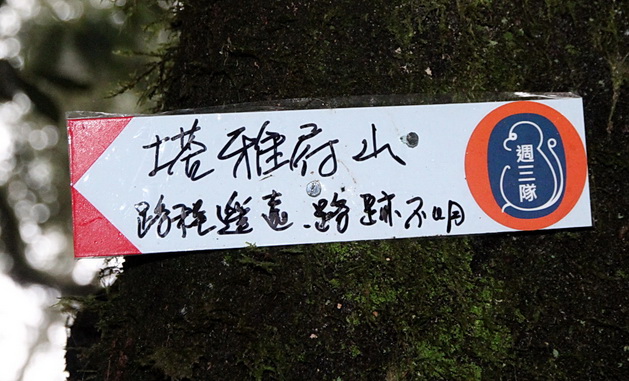 塔雅府山
路程遙遠、路跡不明
週三隊